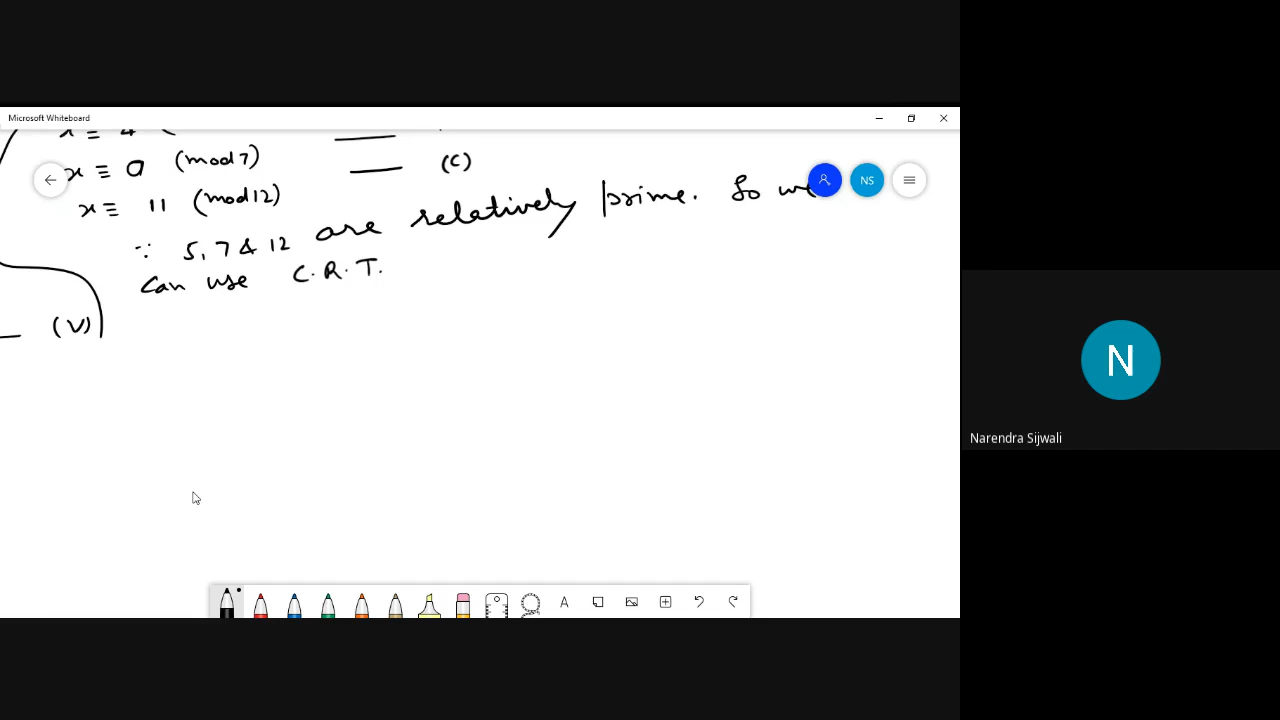 Microsoft Whiteboard
x ≡ 4 (
x ≡ 0 (mod 7)
(C)
x ≡ 11 (mod 12)
NS
∵ 5, 7 & 12 are relatively prime. So we
can use C.R.T.
(V)
N
Narendra Sijwali
A